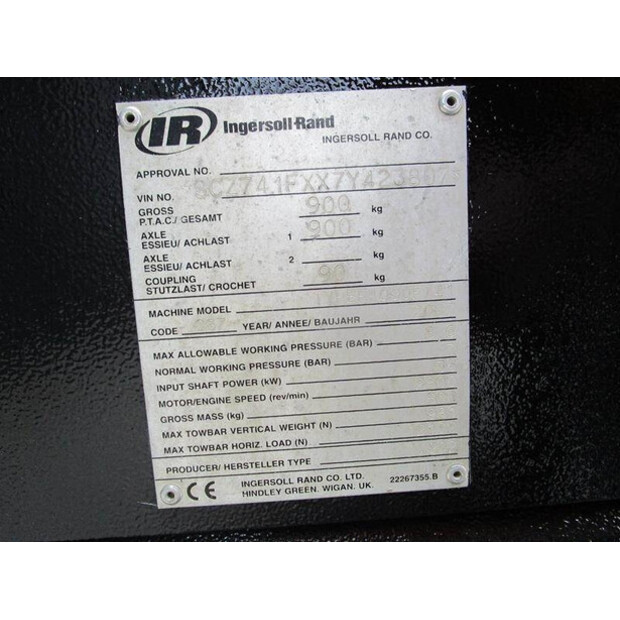 IR Ingersoll-Rand
INGERSOLL RAND CO.
APPROVAL NO.
VIN NO. SCZ741FXX7Y423807
GROSS 900 kg
P.T.A.C./ GESAMT
AXLE 1 900 kg
ESSIEU/ ACHLAST
AXLE 2 kg
ESSIEU/ ACHLAST
COUPLING 90 kg
STUTZLAST/ CROCHET
MACHINE MODEL
CODE YEAR/ ANNEE/ BAUJAHR
MAX ALLOWABLE WORKING PRESSURE (BAR)
NORMAL WORKING PRESSURE (BAR)
INPUT SHAFT POWER (kW)
MOTOR/ENGINE SPEED (rev/min)
GROSS MASS (kg)
MAX TOWBAR VERTICAL WEIGHT (N)
MAX TOWBAR HORIZ. LOAD (N)
PRODUCER/ HERSTELLER TYPE
CE INGERSOLL RAND CO. LTD. 22267355.B
HINDLEY GREEN. WIGAN. UK.